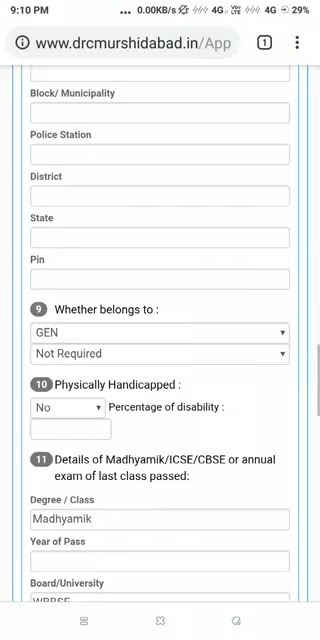 9:10 PM ... 0.00KB/s 4G VoLTE 4G 29%
www.drcmurshidabad.in/App 1
Block/ Municipality
Police Station
District
State
Pin
9 Whether belongs to :
GEN
Not Required
10 Physically Handicapped :
No Percentage of disability :
11 Details of Madhyamik/ICSE/CBSE or annual
exam of last class passed:
Degree / Class
Madhyamik
Year of Pass
Board/University
WBBSE